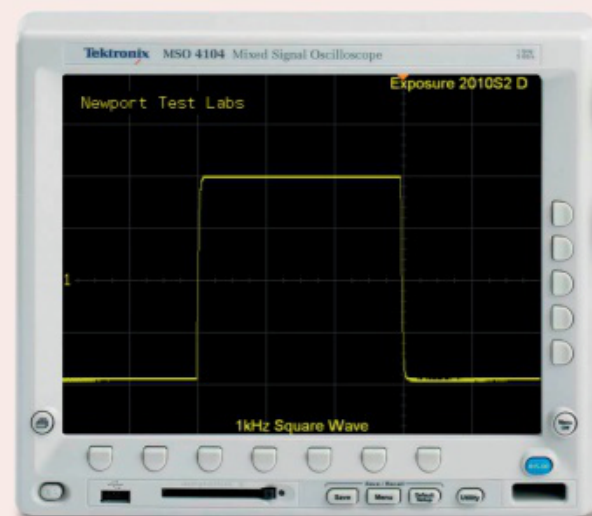 Tektronix MSO 4104 Mixed Signal Oscilloscope
Exposure 2010S2 D
Newport Test Labs
1
1kHz Square Wave
Save
Menu
Utility